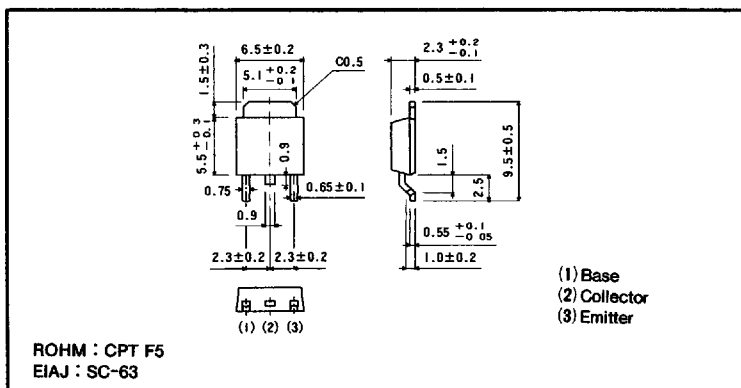 6.5±0.2
5.1 +0.2 -0.1
C0.5
1.5±0.3
5.5 +0.3 -0.1
0.9
0.75
0.65±0.1
0.9
2.3±0.2
2.3±0.2
2.3 +0.2 -0.1
0.5±0.1
1.5
2.5
9.5±0.5
0.55 +0.1 -0.05
1.0±0.2
(1) (2) (3)
(1) Base
(2) Collector
(3) Emitter
ROHM : CPT F5
EIAJ : SC-63